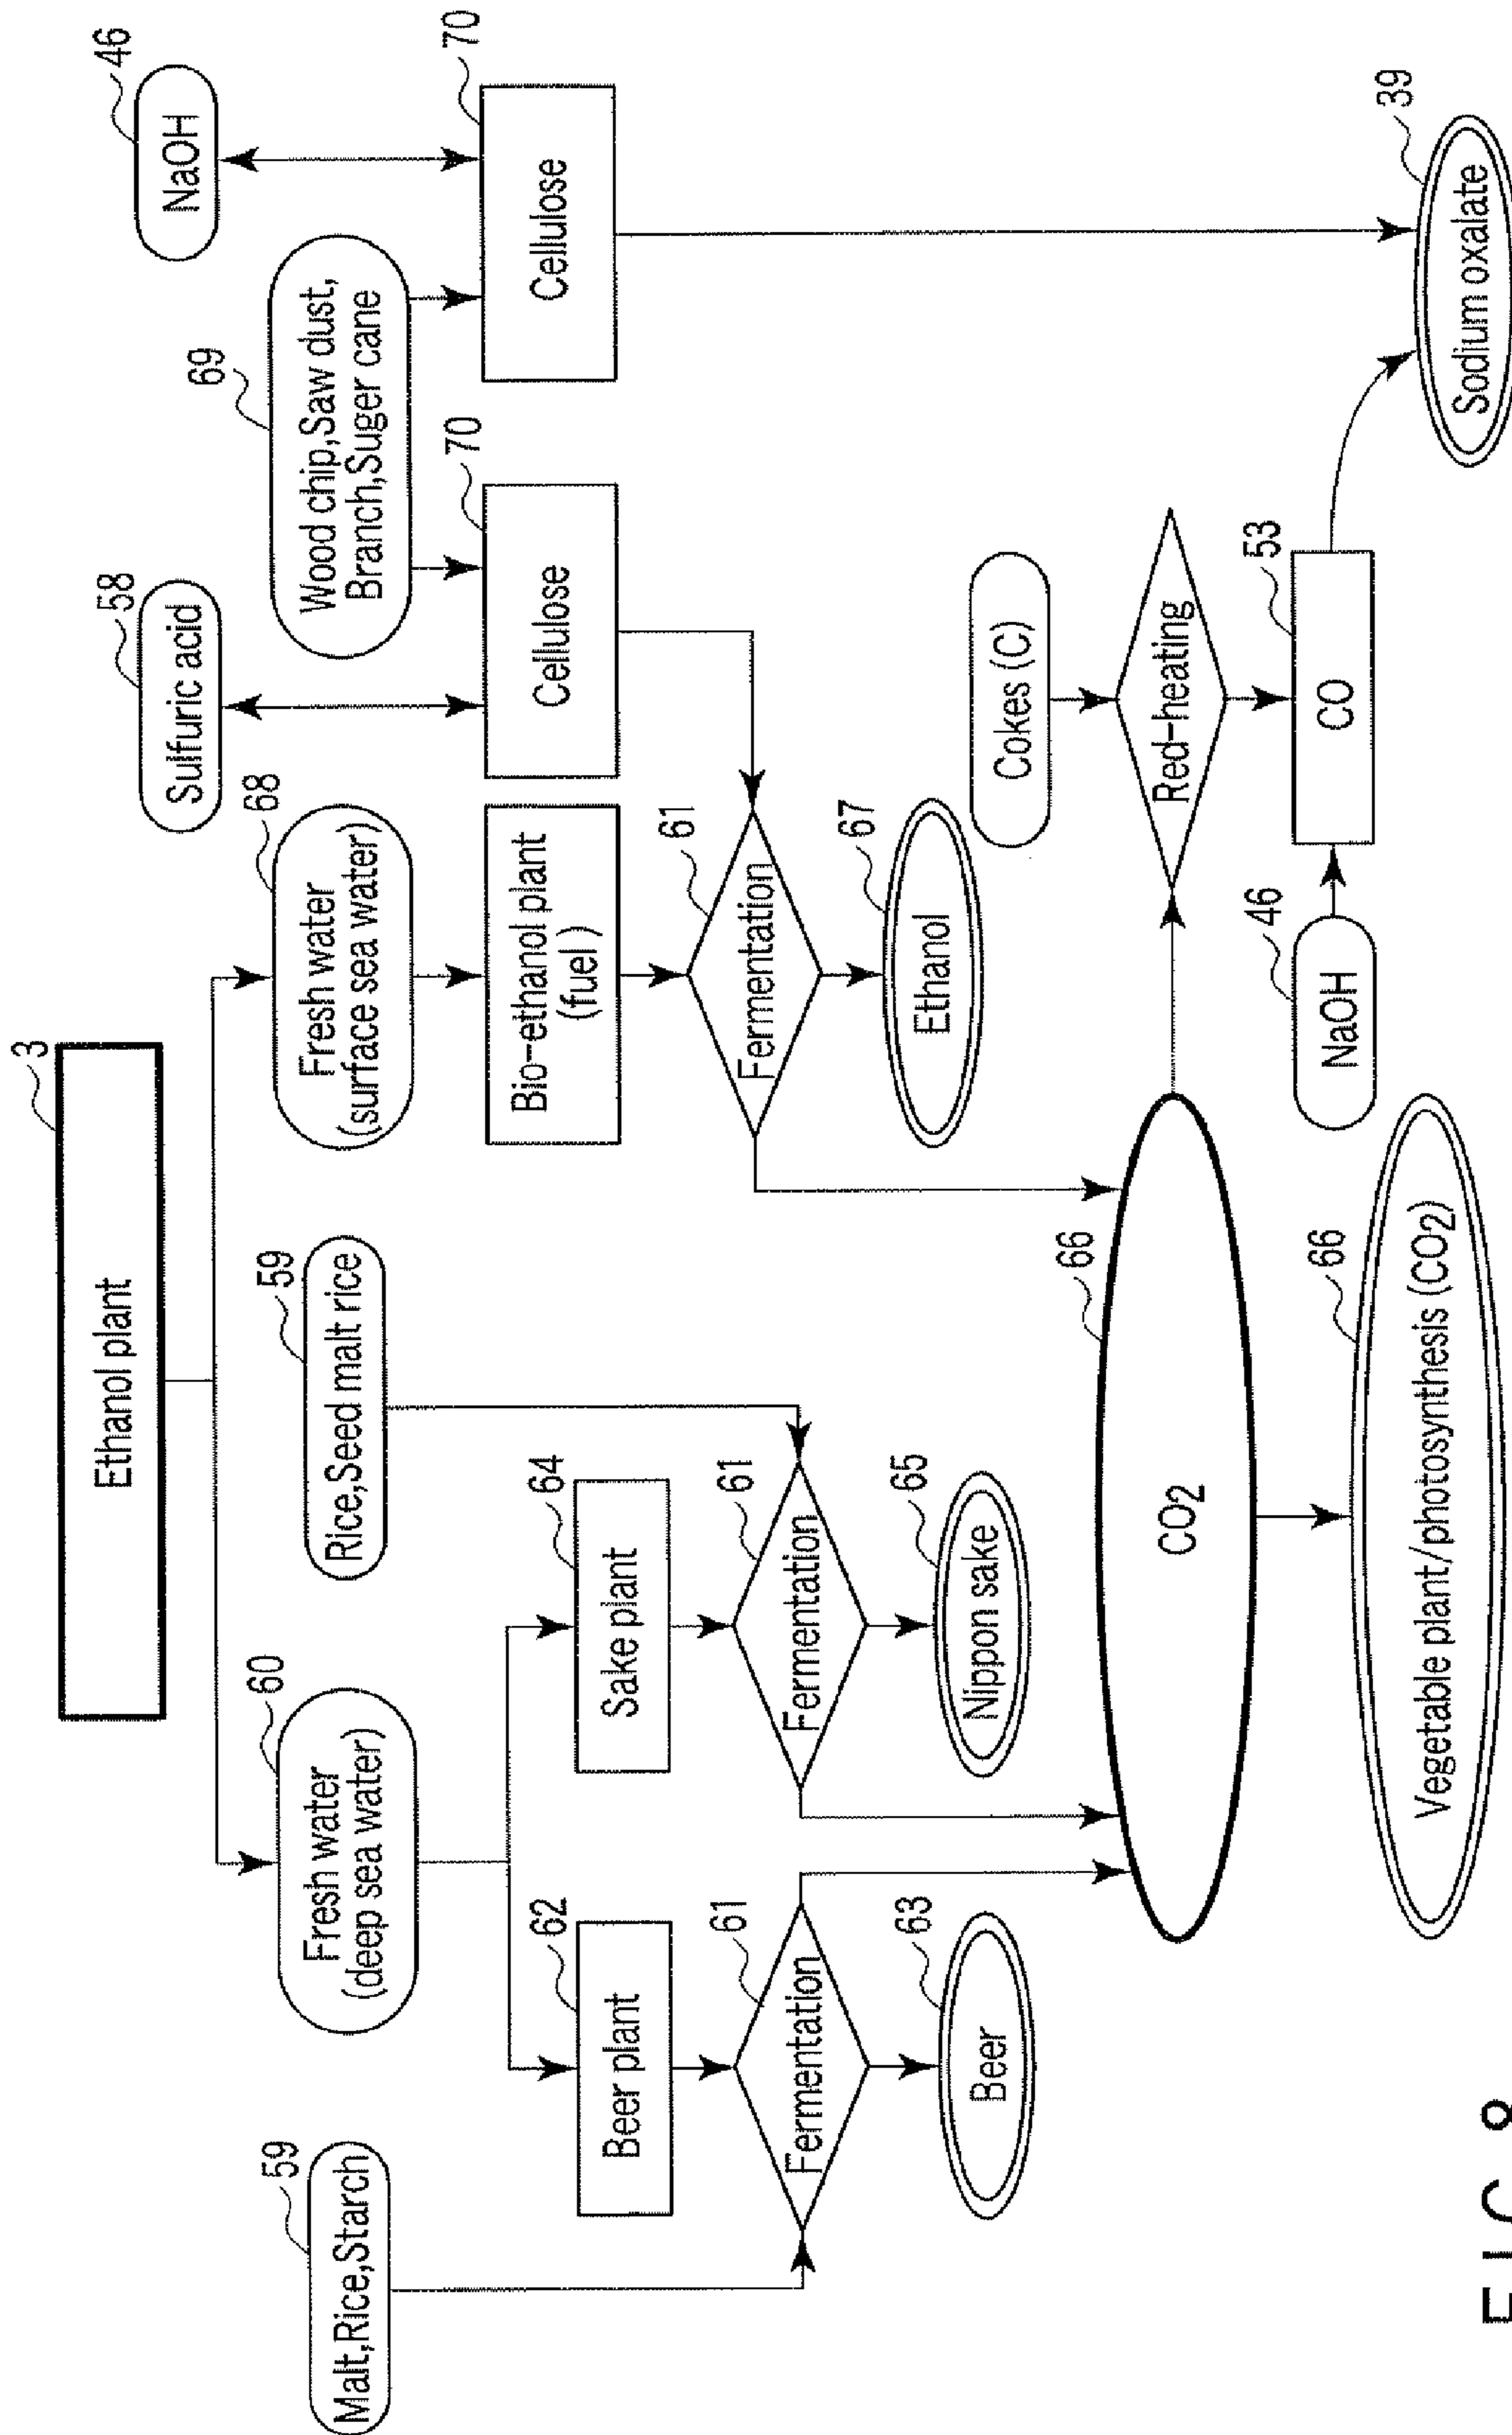 3
Ethanol plant
59
Malt,Rice,Starch
60
Fresh water
(deep sea water)
59
Rice,Seed malt rice
68
Fresh water
(surface sea water)
58
Sulfuric acid
69
Wood chip,Saw dust,
Branch,Suger cane
46
NaOH
62
Beer plant
64
Sake plant
Bio-ethanol plant
(fuel)
70
Cellulose
70
Cellulose
61
Fermentation
61
Fermentation
61
Fermentation
63
Beer
65
Nippon sake
67
Ethanol
Cokes (C)
66
CO2
Red-heating
46
NaOH
53
CO
66
Vegetable plant/photosynthesis (CO2)
39
Sodium oxalate